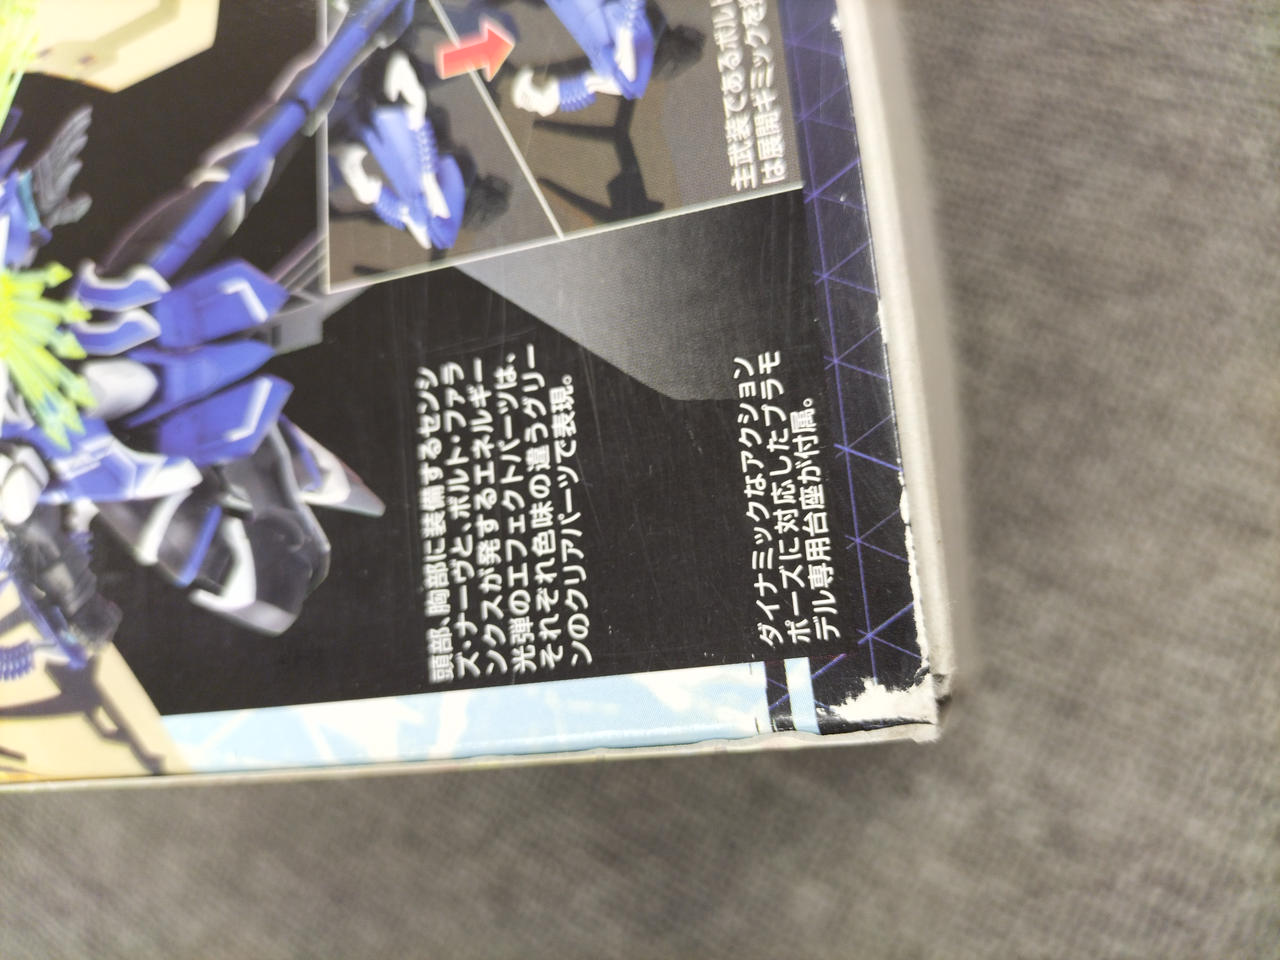 主武装であるボルト
は展開ギミックを
頭部、胸部に装備するセンシ
ズ・ナーヴと、ボルト・ファラ
ンクスが発するエネルギー
光弾のエフェクトパーツは、
それぞれ色味の違うグリー
ンのクリアパーツで表現。
ダイナミックなアクション
ポーズに対応したプラモ
デル専用台座が付属。